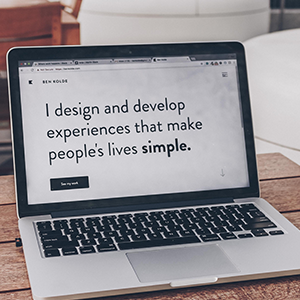 BEN KOLDE
I design and develop
experiences that make
people's lives simple.
See my work